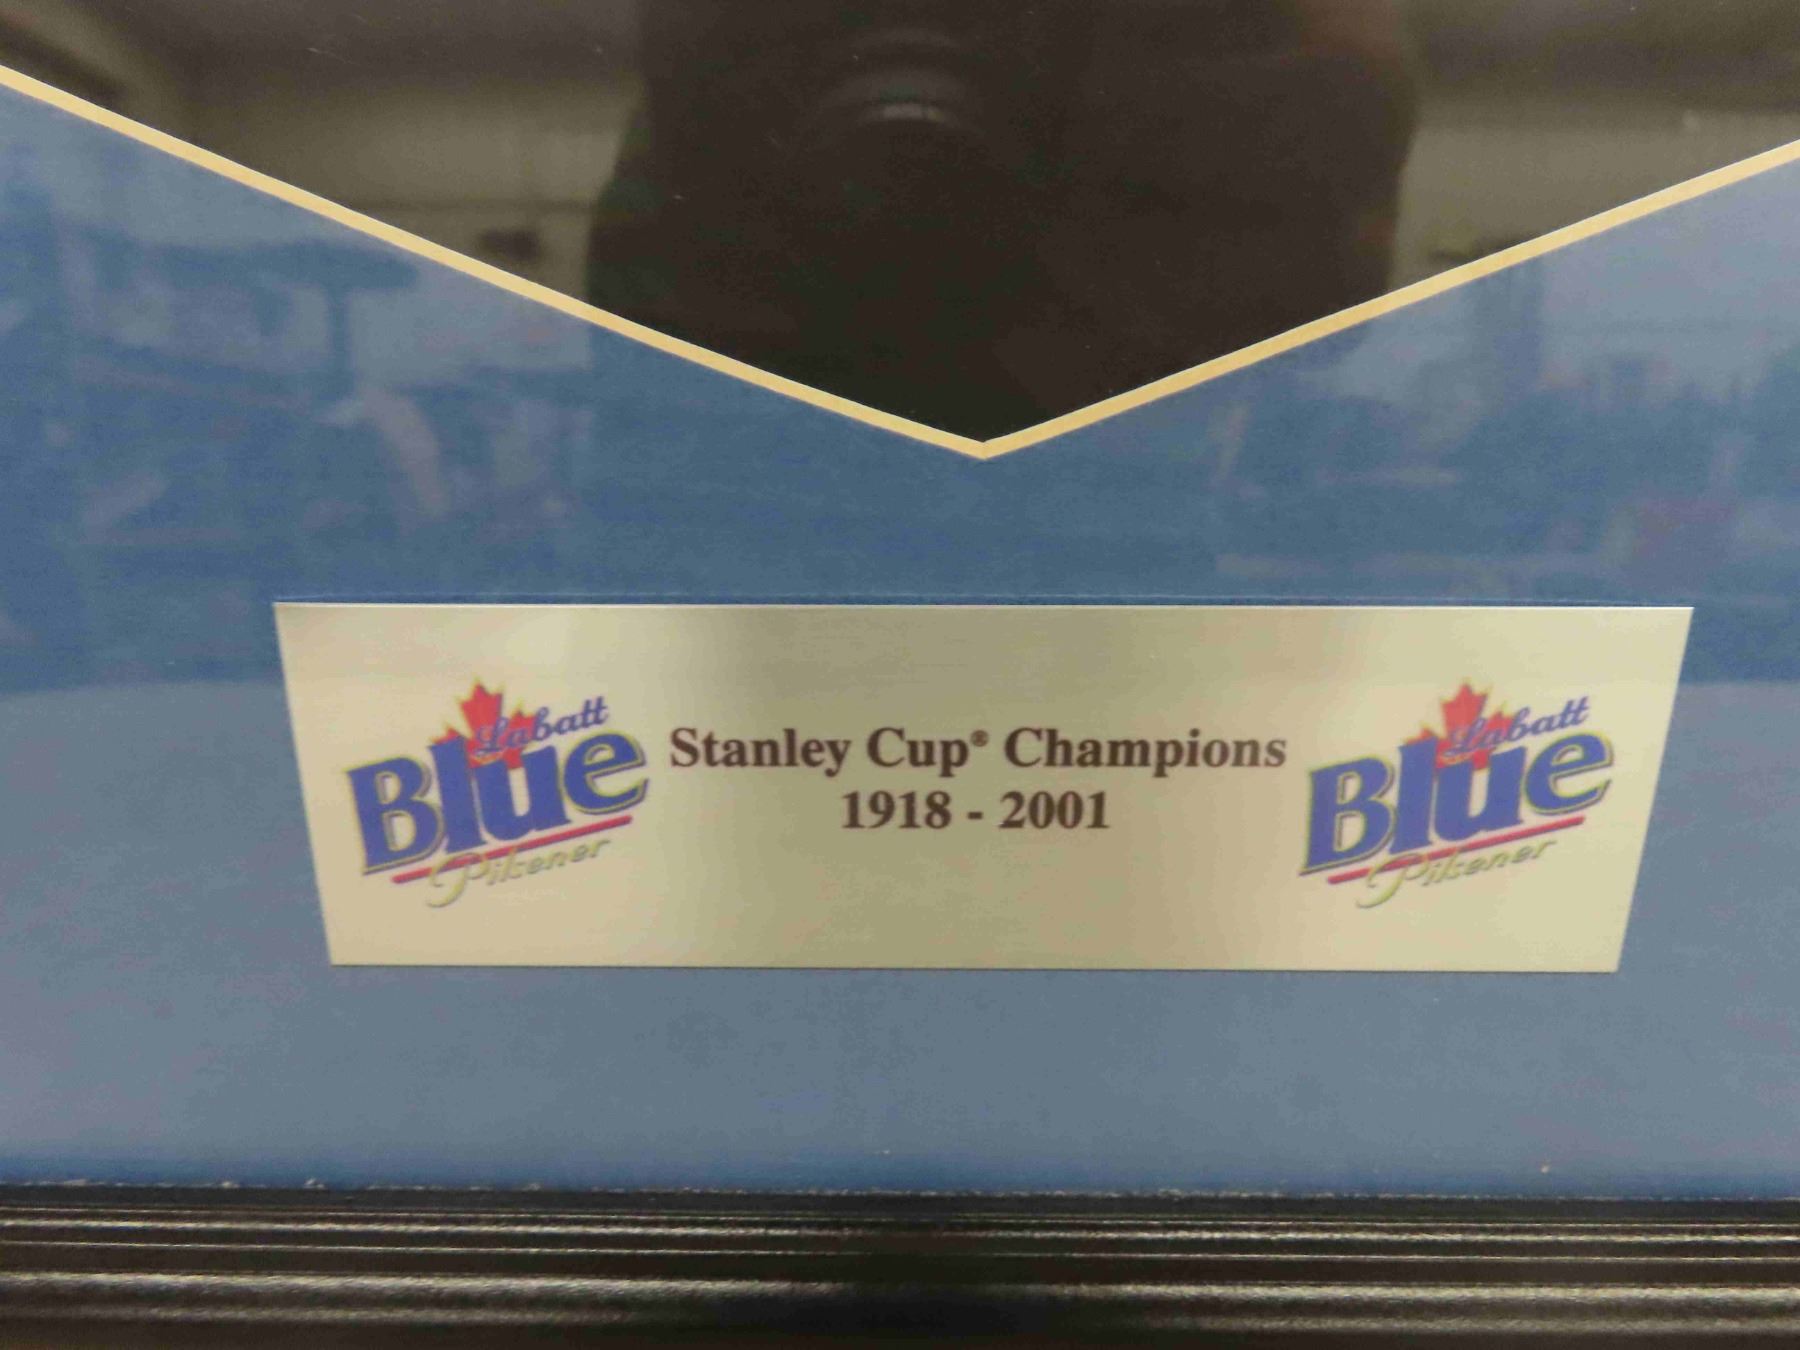 Labatt
Blue
Pilsener
Stanley Cup® Champions
1918 - 2001
Labatt
Blue
Pilsener